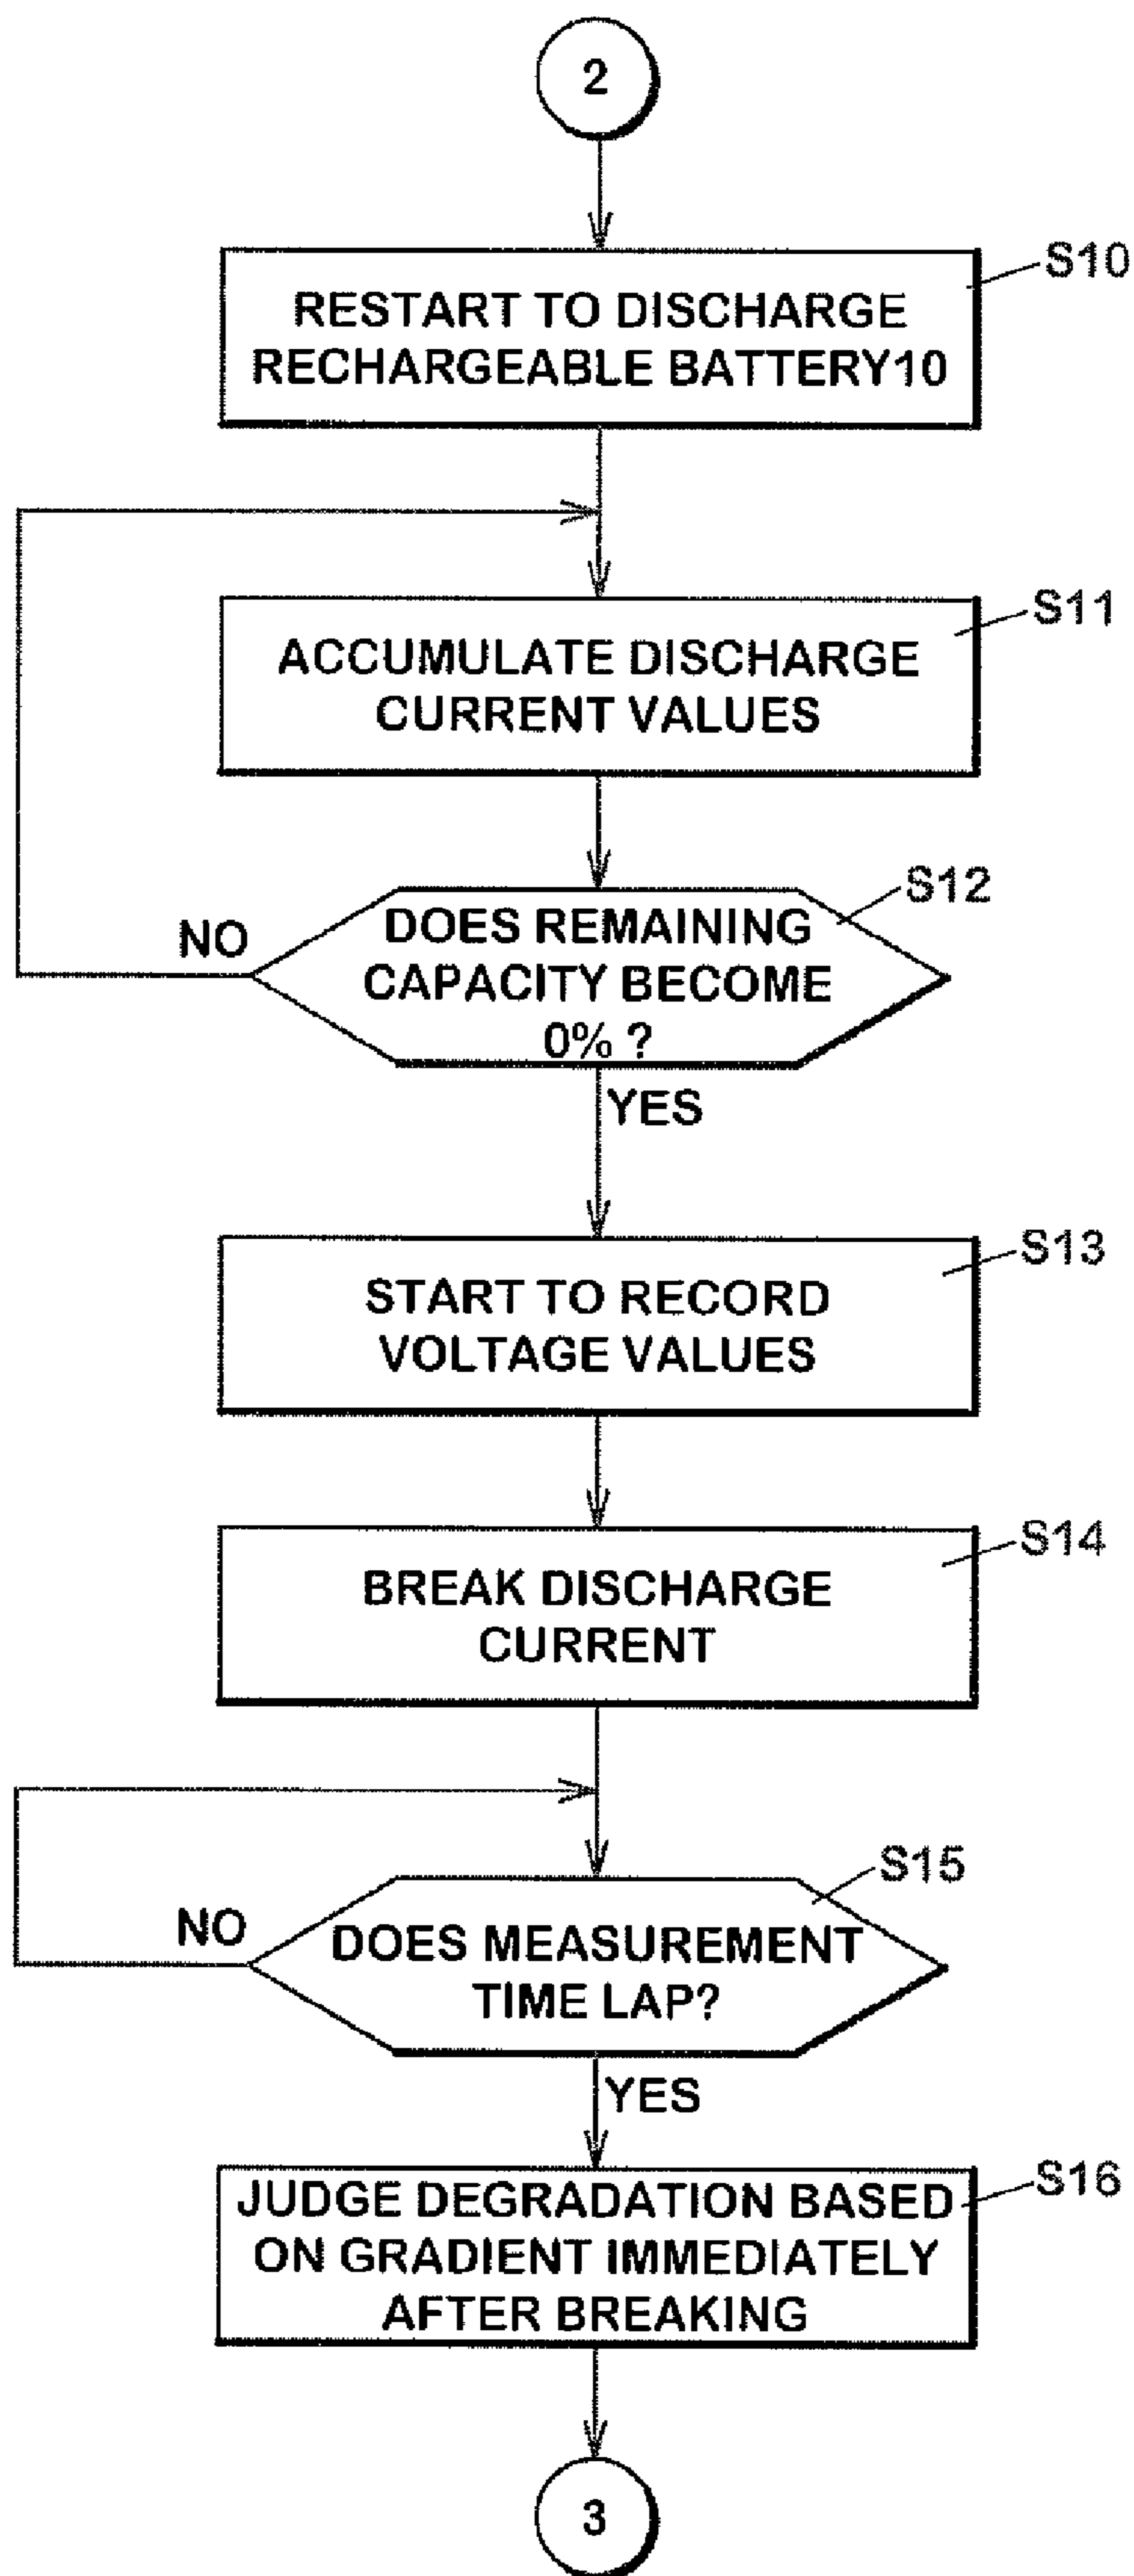 2
S10
RESTART TO DISCHARGE
RECHARGEABLE BATTERY10
S11
ACCUMULATE DISCHARGE
CURRENT VALUES
S12
DOES REMAINING
CAPACITY BECOME
0% ?
NO
YES
S13
START TO RECORD
VOLTAGE VALUES
S14
BREAK DISCHARGE
CURRENT
S15
DOES MEASUREMENT
TIME LAP?
NO
YES
S16
JUDGE DEGRADATION BASED
ON GRADIENT IMMEDIATELY
AFTER BREAKING
3